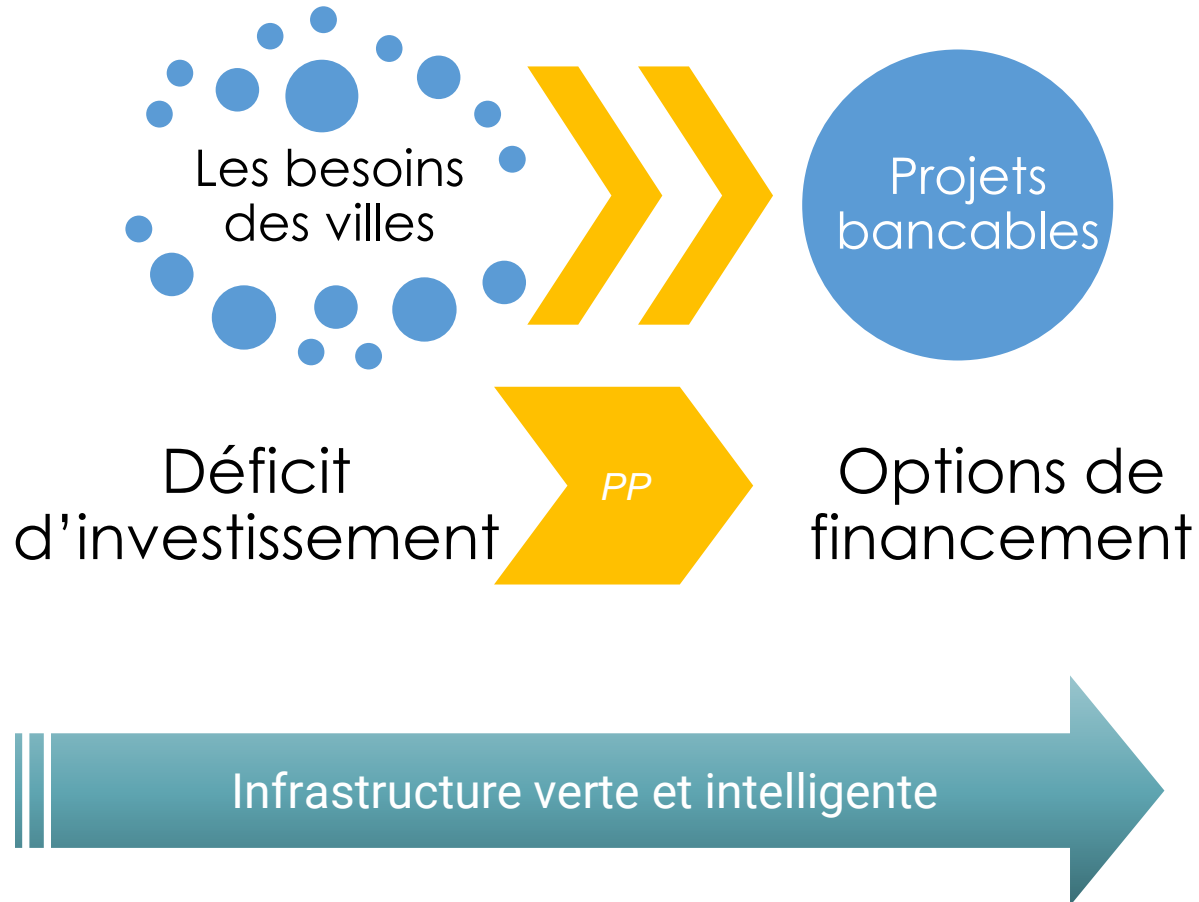 Les besoins
des villes
Projets
bancables
Déficit
d’investissement
PP
Options de
financement
Infrastructure verte et intelligente